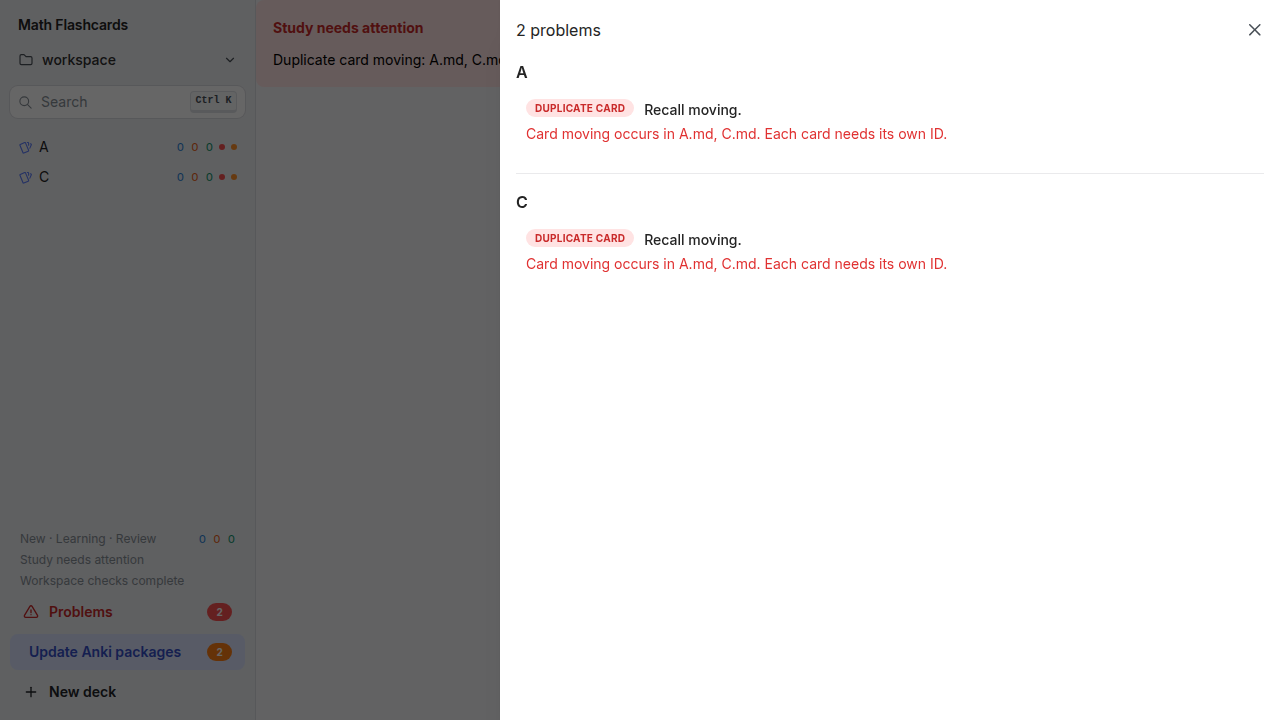 Math Flashcards
workspace
Search Ctrl K
A 0 0 0
C 0 0 0
New · Learning · Review 0 0 0
Study needs attention
Workspace checks complete
Problems 2
Update Anki packages 2
New deck
Study needs attention
Duplicate card moving: A.md, C.m
2 problems
A
DUPLICATE CARD Recall moving.
Card moving occurs in A.md, C.md. Each card needs its own ID.
C
DUPLICATE CARD Recall moving.
Card moving occurs in A.md, C.md. Each card needs its own ID.